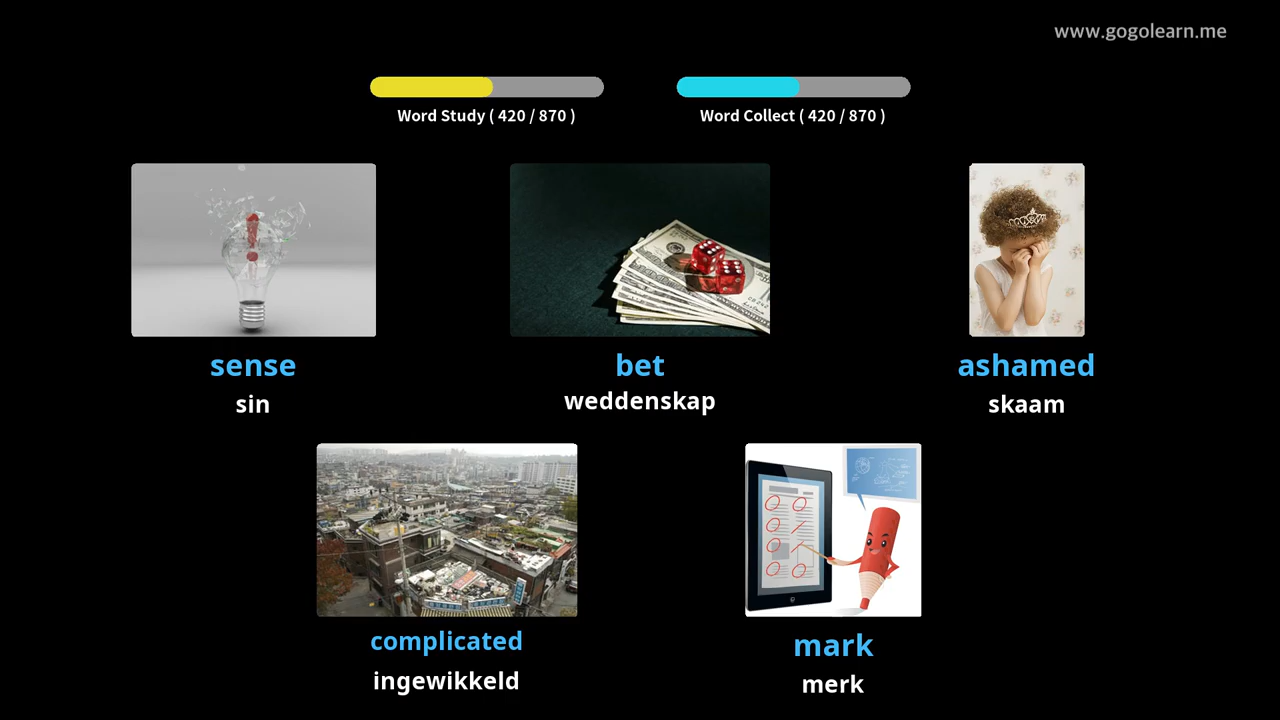 www.gogolearn.me
Word Study ( 420 / 870 )
Word Collect ( 420 / 870 )
sense
sin
bet
weddenskap
ashamed
skaam
complicated
ingewikkeld
mark
merk